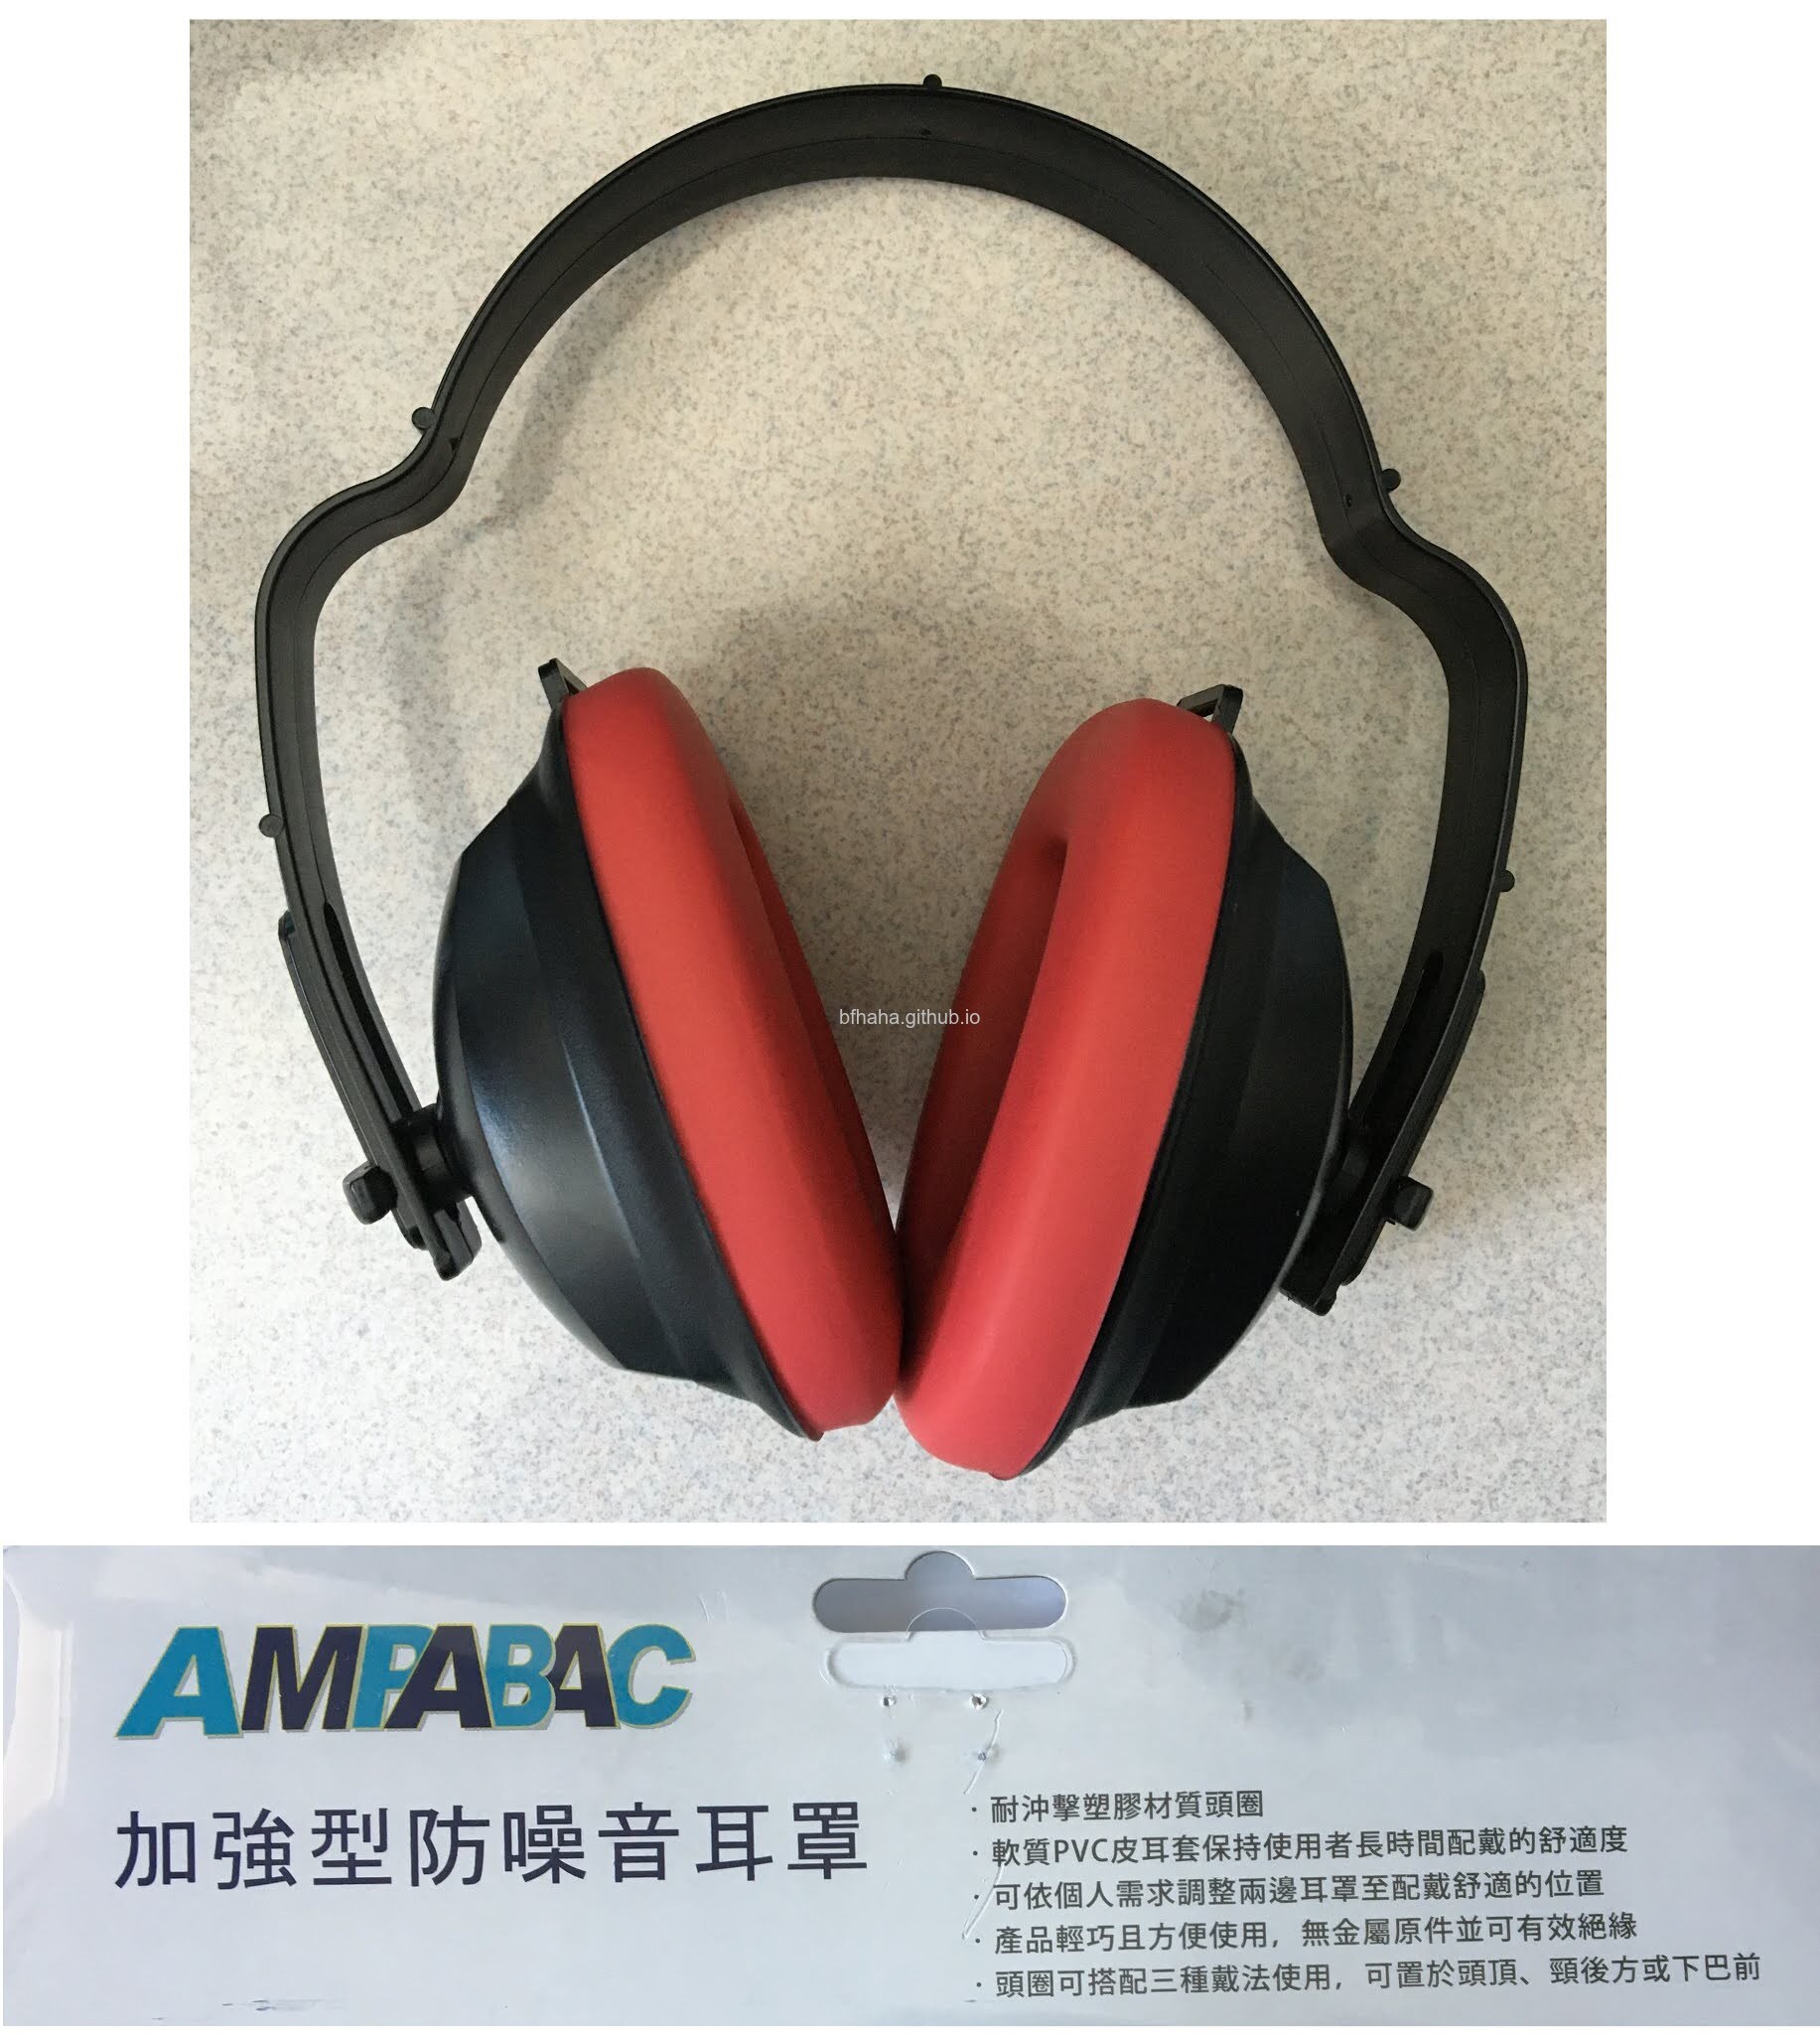 bfhaha.github.io
AMPABAC
加強型防噪音耳罩
· 耐沖擊塑膠材質頭圈
· 軟質PVC皮耳套保持使用者長時間配戴的舒適度
· 可依個人需求調整兩邊耳罩至配戴舒適的位置
· 產品輕巧且方便使用，無金屬原件並可有效絕緣
· 頭圈可搭配三種戴法使用，可置於頭頂、頸後方或下巴前